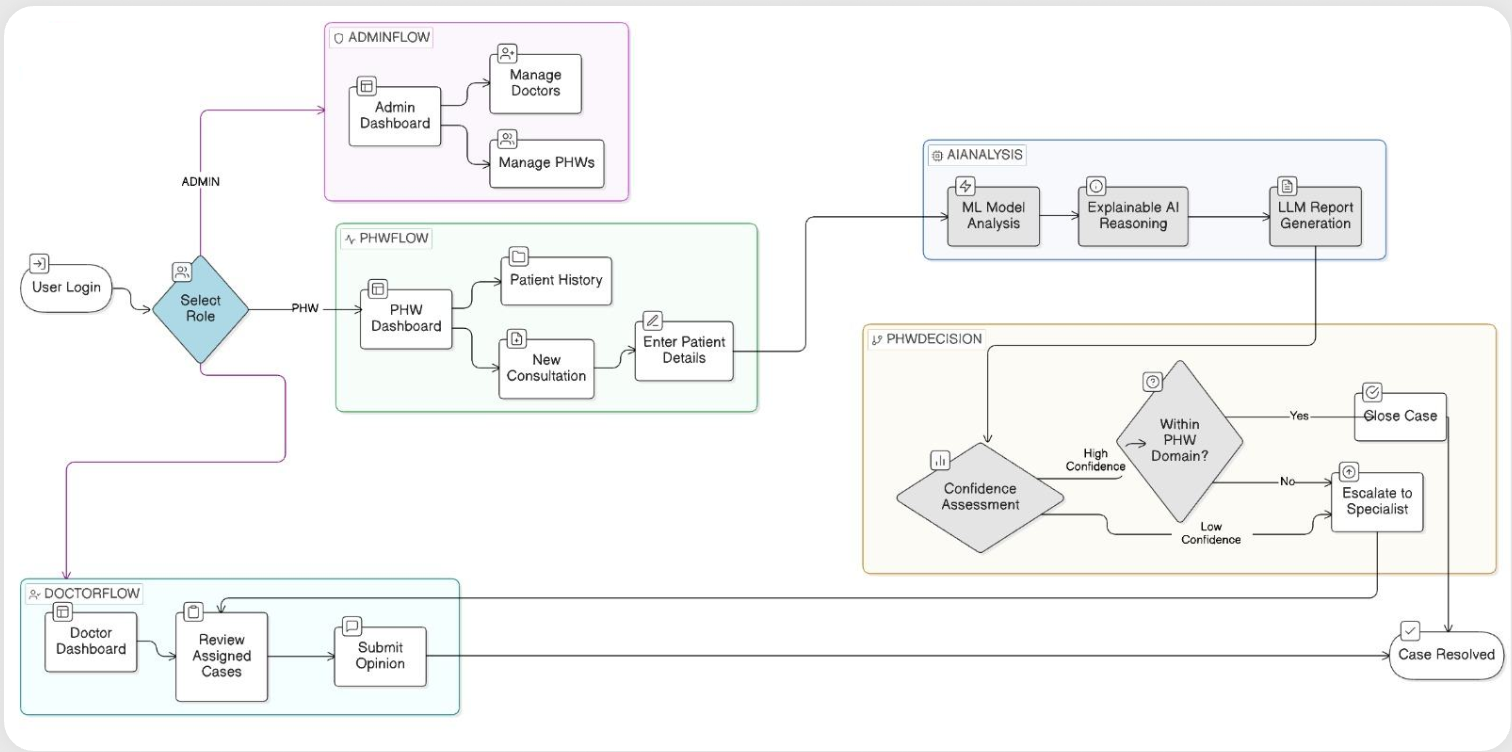 ADMINFLOW
Admin
Dashboard
Manage
Doctors
Manage PHWs
ADMIN
User Login
Select
Role
PHW
PHWFLOW
PHW
Dashboard
Patient History
New
Consultation
Enter Patient
Details
AIANALYSIS
ML Model
Analysis
Explainable AI
Reasoning
LLM Report
Generation
PHWDECISION
Confidence
Assessment
High
Confidence
Low
Confidence
Within
PHW
Domain?
Yes
No
Close Case
Escalate to
Specialist
DOCTORFLOW
Doctor
Dashboard
Review
Assigned
Cases
Submit
Opinion
Case Resolved